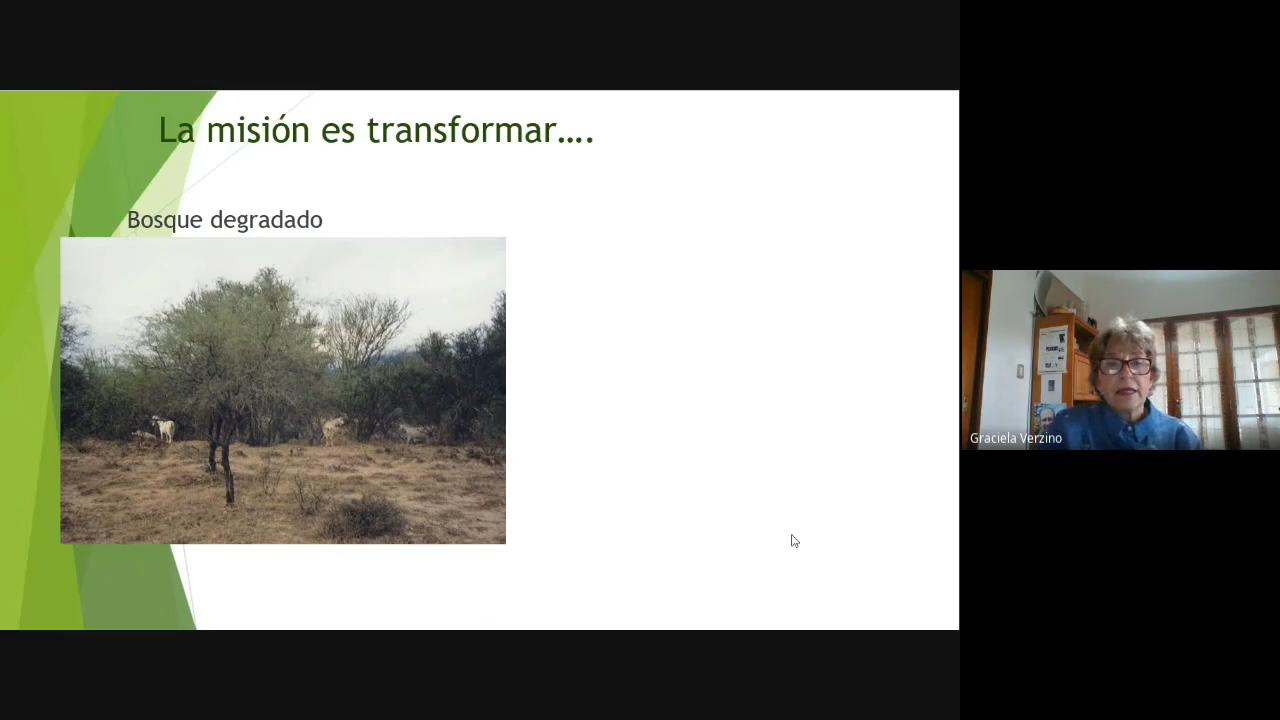 La misión es transformar....
Bosque degradado
Graciela Verzino